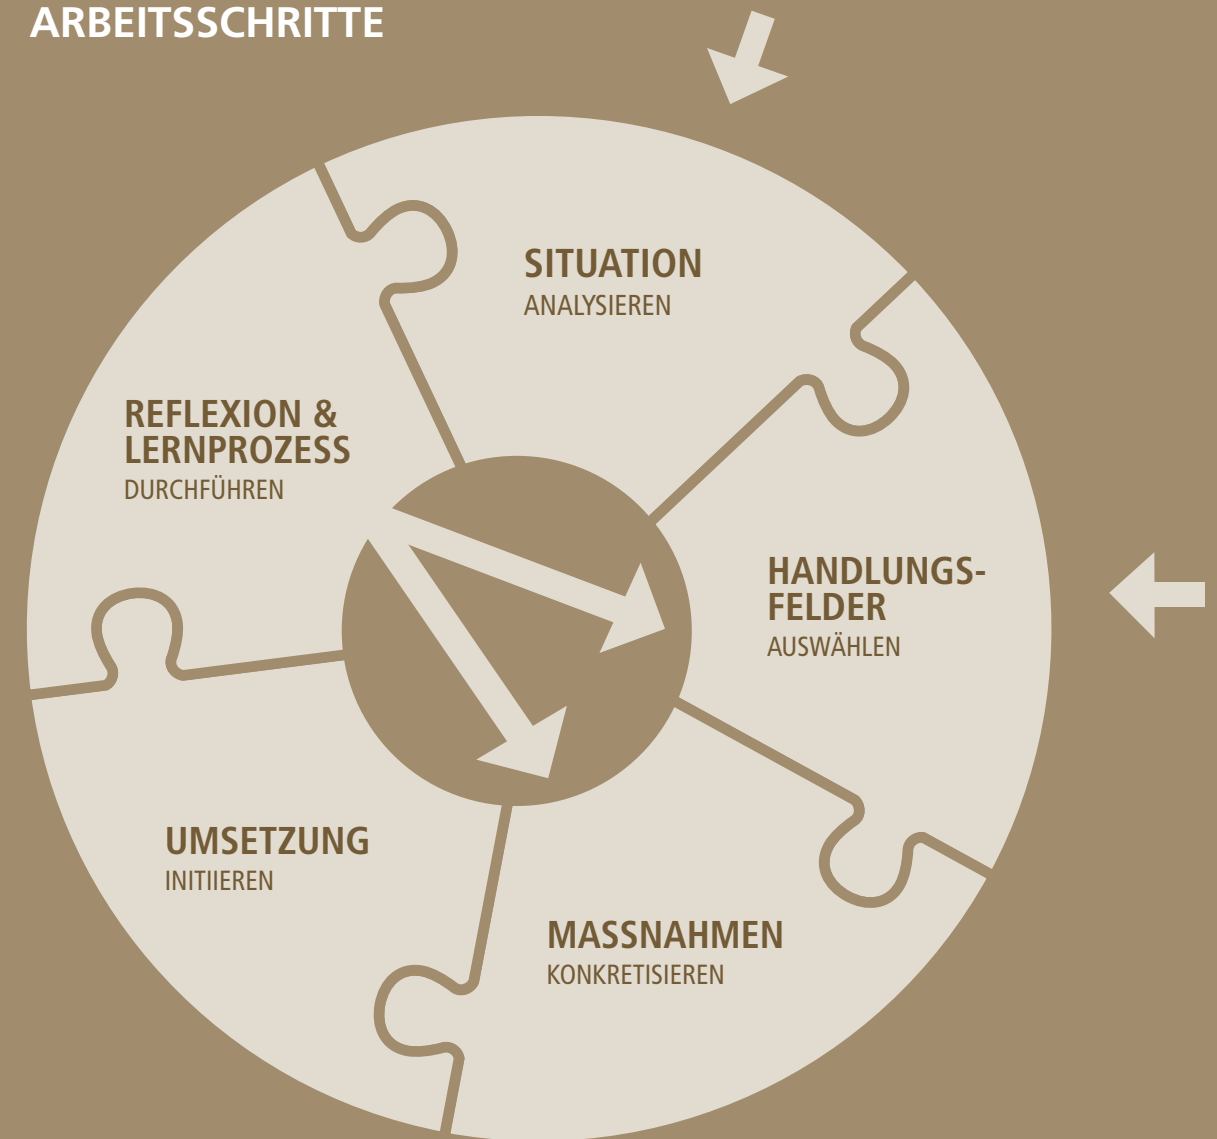 ARBEITSSCHRITTE
SITUATION
ANALYSIEREN
HANDLUNGS-
FELDER
AUSWÄHLEN
MASSNAHMEN
KONKRETISIEREN
UMSETZUNG
INITIIEREN
REFLEXION &
LERNPROZESS
DURCHFÜHREN